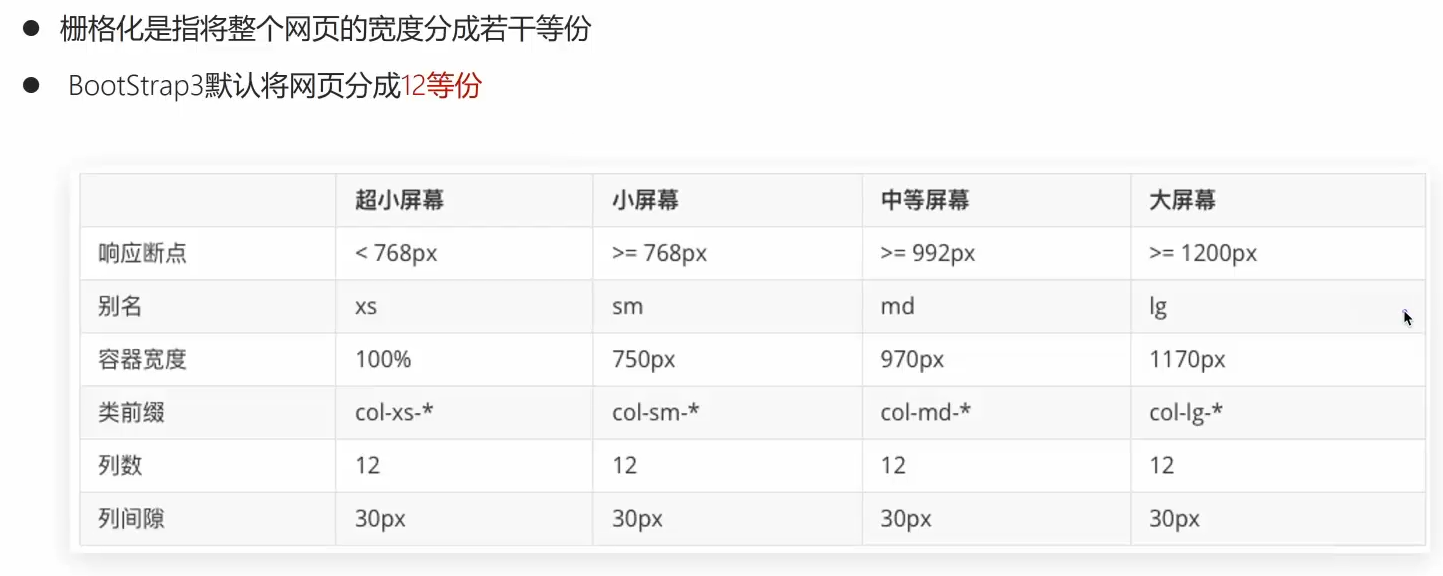 栅格化是指将整个网页的宽度分成若干等份
BootStrap3默认将网页分成12等份
超小屏幕 小屏幕 中等屏幕 大屏幕
响应断点 < 768px >= 768px >= 992px >= 1200px
别名 xs sm md lg
容器宽度 100% 750px 970px 1170px
类前缀 col-xs-* col-sm-* col-md-* col-lg-*
列数 12 12 12 12
列间隙 30px 30px 30px 30px